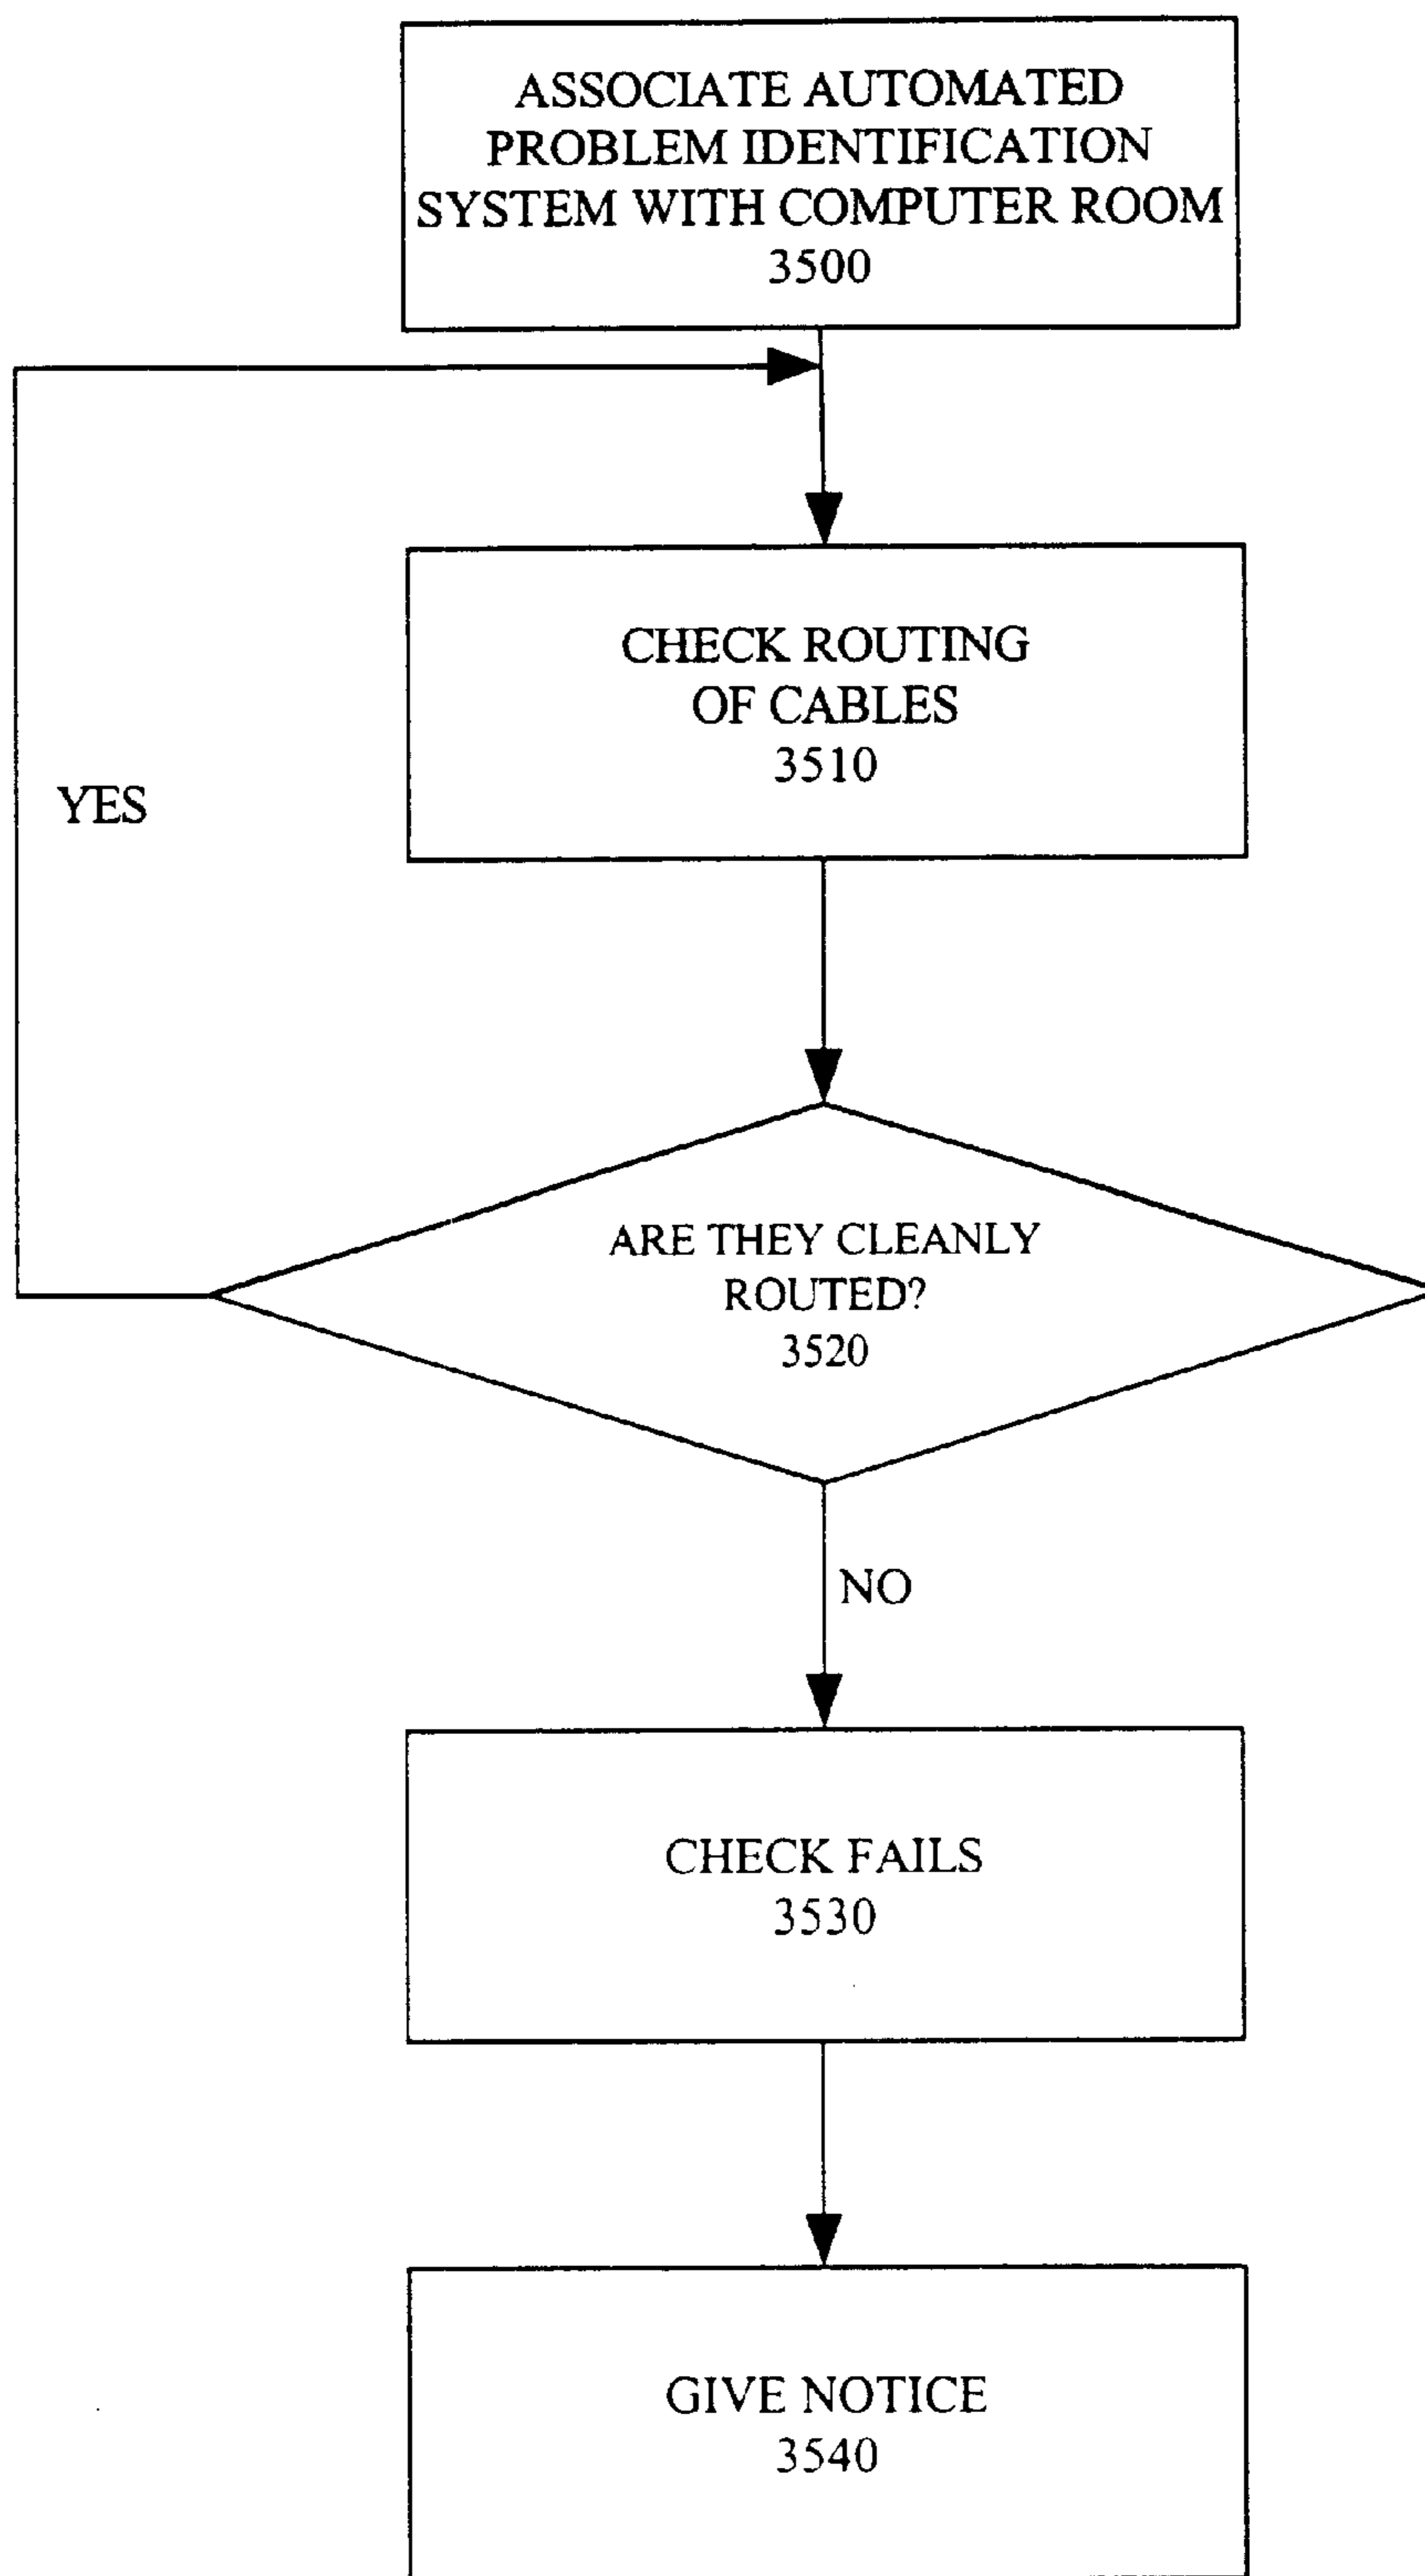 ASSOCIATE AUTOMATED
PROBLEM IDENTIFICATION
SYSTEM WITH COMPUTER ROOM
3500
CHECK ROUTING
OF CABLES
3510
YES
ARE THEY CLEANLY
ROUTED?
3520
NO
CHECK FAILS
3530
GIVE NOTICE
3540